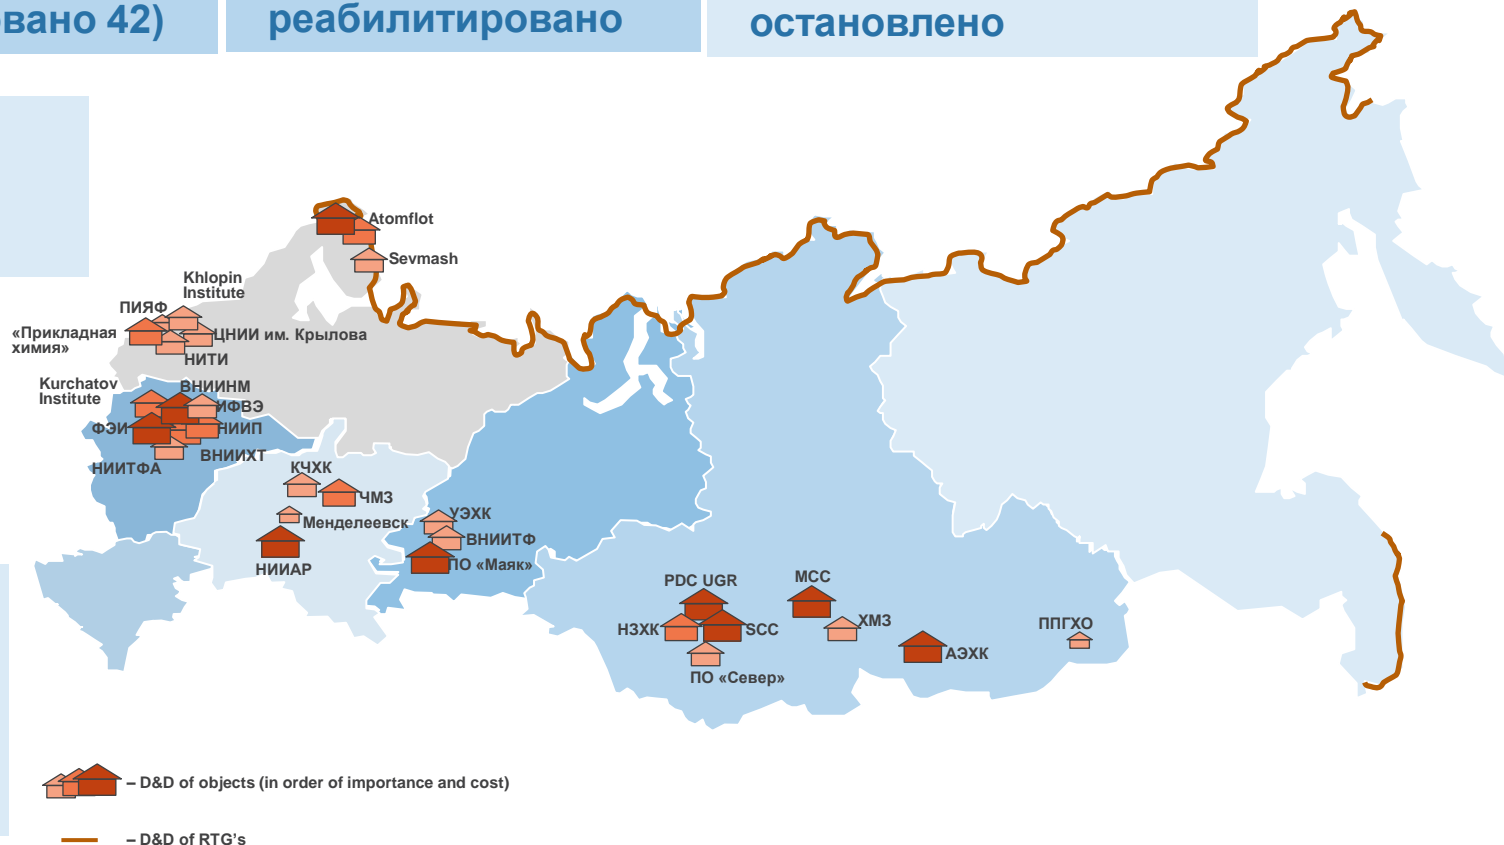 овано 42)
реабилитировано
остановлено
Atomflot
Sevmash
Khlopin
Institute
ПИЯФ
«Прикладная
химия»
ЦНИИ им. Крылова
НИТИ
Kurchatov
Institute
ВНИИНМ
ИФВЭ
ФЭИ
НИИП
ВНИИХТ
НИИТФА
КЧХК
ЧМЗ
Менделеевск
НИИАР
УЭХК
ВНИИТФ
ПО «Маяк»
PDC UGR
МСС
НЗХК
SCC
ХМЗ
ПО «Север»
АЭХК
ППГХО
– D&D of objects (in order of importance and cost)
– D&D of RTG's